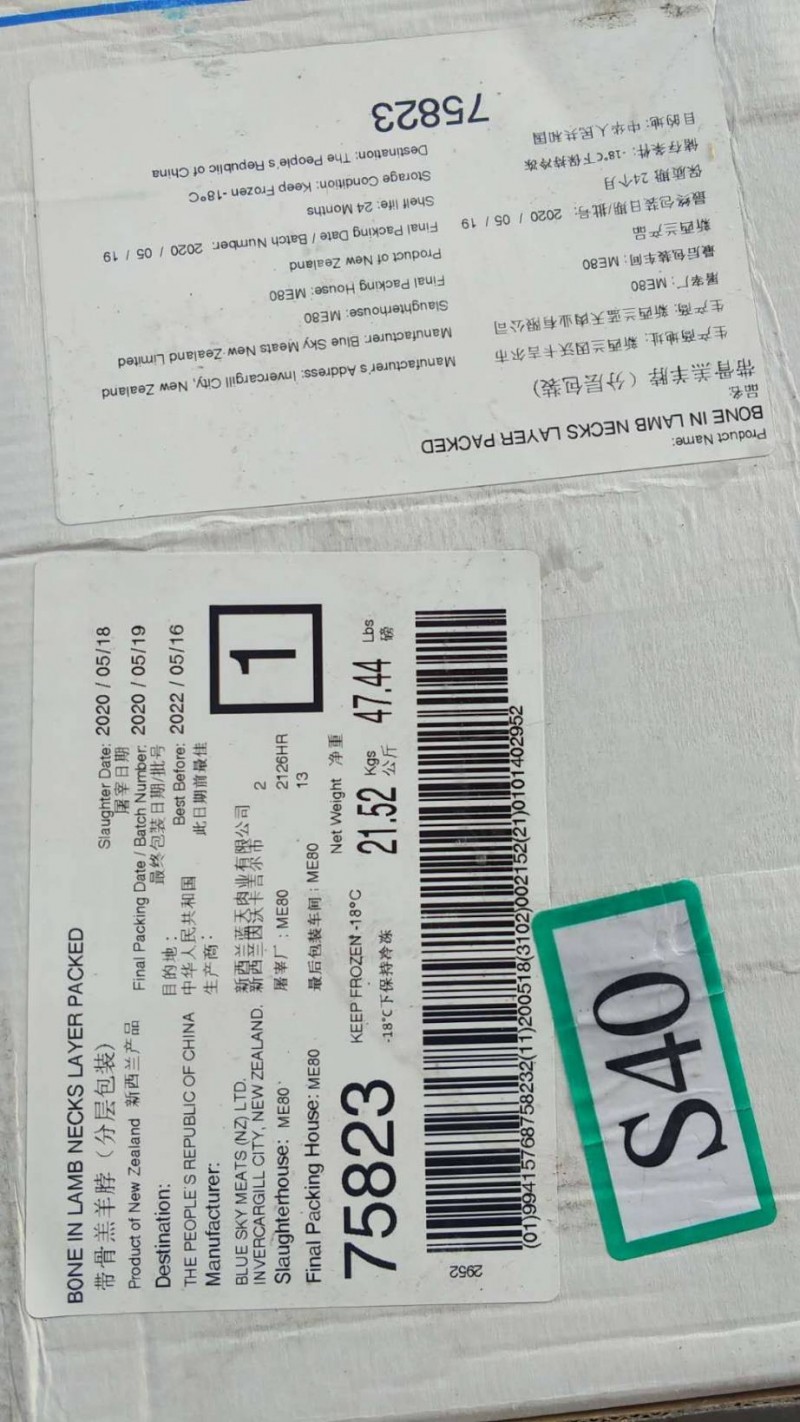 Product Name:
BONE IN LAMB NECKS LAYER PACKED
品名:
带骨羔羊脖（分层包装）
Manufacturer's Address: Invercargill City, New Zealand
生产商地址: 新西兰因沃卡吉尔市
Manufacturer: Blue Sky Meats New Zealand Limited
生产商: 新西兰蓝天肉业有限公司
Slaughterhouse: ME80
屠宰厂: ME80
Final Packing House: ME80
最后包装车间: ME80
Product of New Zealand
新西兰产品
Final Packing Date / Batch Number: 2020 / 05 / 19
最终包装日期/批号: 2020 / 05 / 19
Shelf life: 24 Months
保质期 24个月
Storage Condition: Keep Frozen -18°C
储存条件: -18°C下保持冷冻
Destination: The People's Republic of China
目的地: 中华人民共和国
75823
BONE IN LAMB NECKS LAYER PACKED
带骨羔羊脖（分层包装）
Slaughter Date: 2020 / 05/18
屠宰日期
Product of New Zealand 新西兰产品
Final Packing Date / Batch Number: 2020 / 05/19
最终包装日期/批号
Destination:
目的地：
Best Before: 2022 / 05/16
THE PEOPLE'S REPUBLIC OF CHINA
中华人民共和国
此日期前最佳
Manufacturer:
生产商：
1
BLUE SKY MEATS (NZ) LTD.
新西兰蓝天肉业有限公司
INVERCARGILL CITY, NEW ZEALAND.
新西兰因沃卡吉尔市
2
Slaughterhouse: ME80
屠宰厂：ME80
2126HR
Final Packing House: ME80
最后包装车间：ME80
13
75823
KEEP FROZEN -18°C
-18°C下保持冷冻
Net Weight 净重
21.52 Kgs 公斤 47.44 Lbs 磅
(01)99415768758232(11)200518(3102)002152(21)0101402952
2952
S40